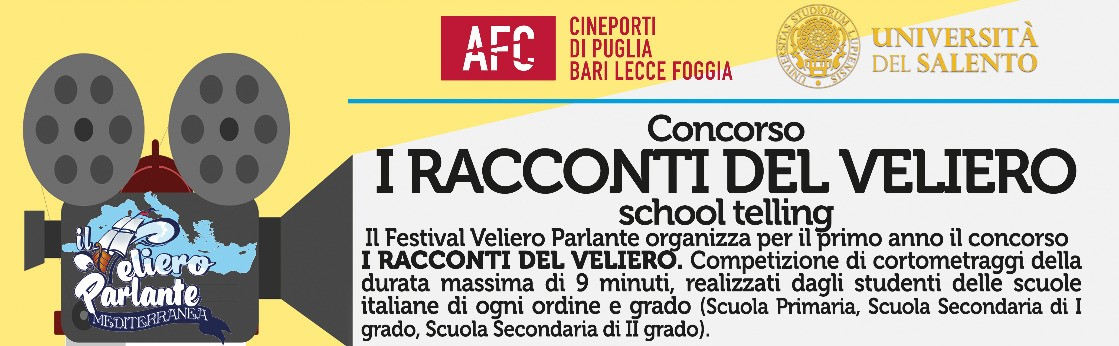 AFC
CINEPORTI
DI PUGLIA
BARI LECCE FOGGIA
UNIVERSITÀ
DEL SALENTO
Concorso
I RACCONTI DEL VELIERO
school telling
Il Festival Veliero Parlante organizza per il primo anno il concorso
I RACCONTI DEL VELIERO. Competizione di cortometraggi della
durata massima di 9 minuti, realizzati dagli studenti delle scuole
italiane di ogni ordine e grado (Scuola Primaria, Scuola Secondaria di I
grado, Scuola Secondaria di II grado).
il
Veliero
Parlante
MEDITERRANEA